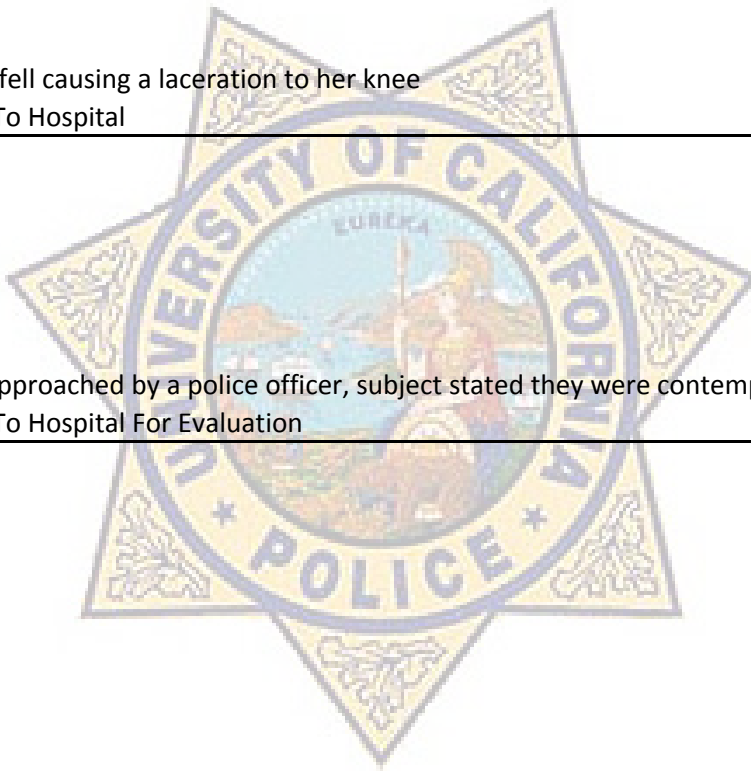 fell causing a laceration to her knee
To Hospital
UNIVERSITY OF CALIFORNIA
EUREKA
pproached by a police officer, subject stated they were contemp
To Hospital For Evaluation
POLICE